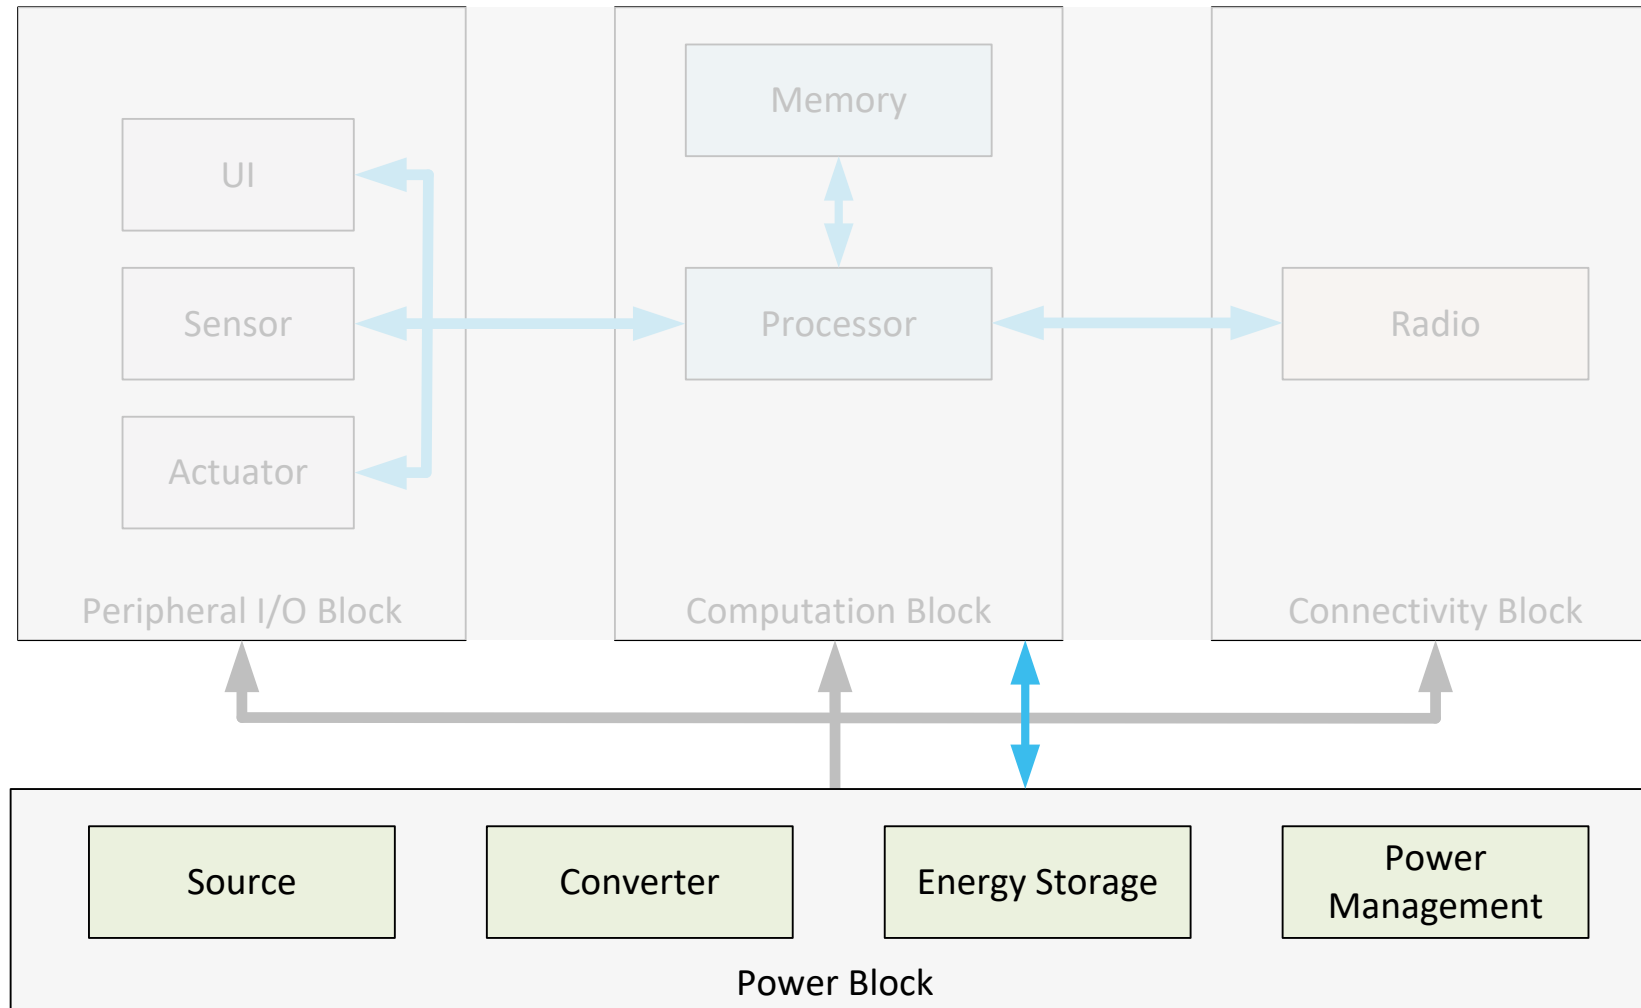 Memory
UI
Sensor
Processor
Radio
Actuator
Peripheral I/O Block
Computation Block
Connectivity Block
Source
Converter
Energy Storage
Power
Management
Power Block